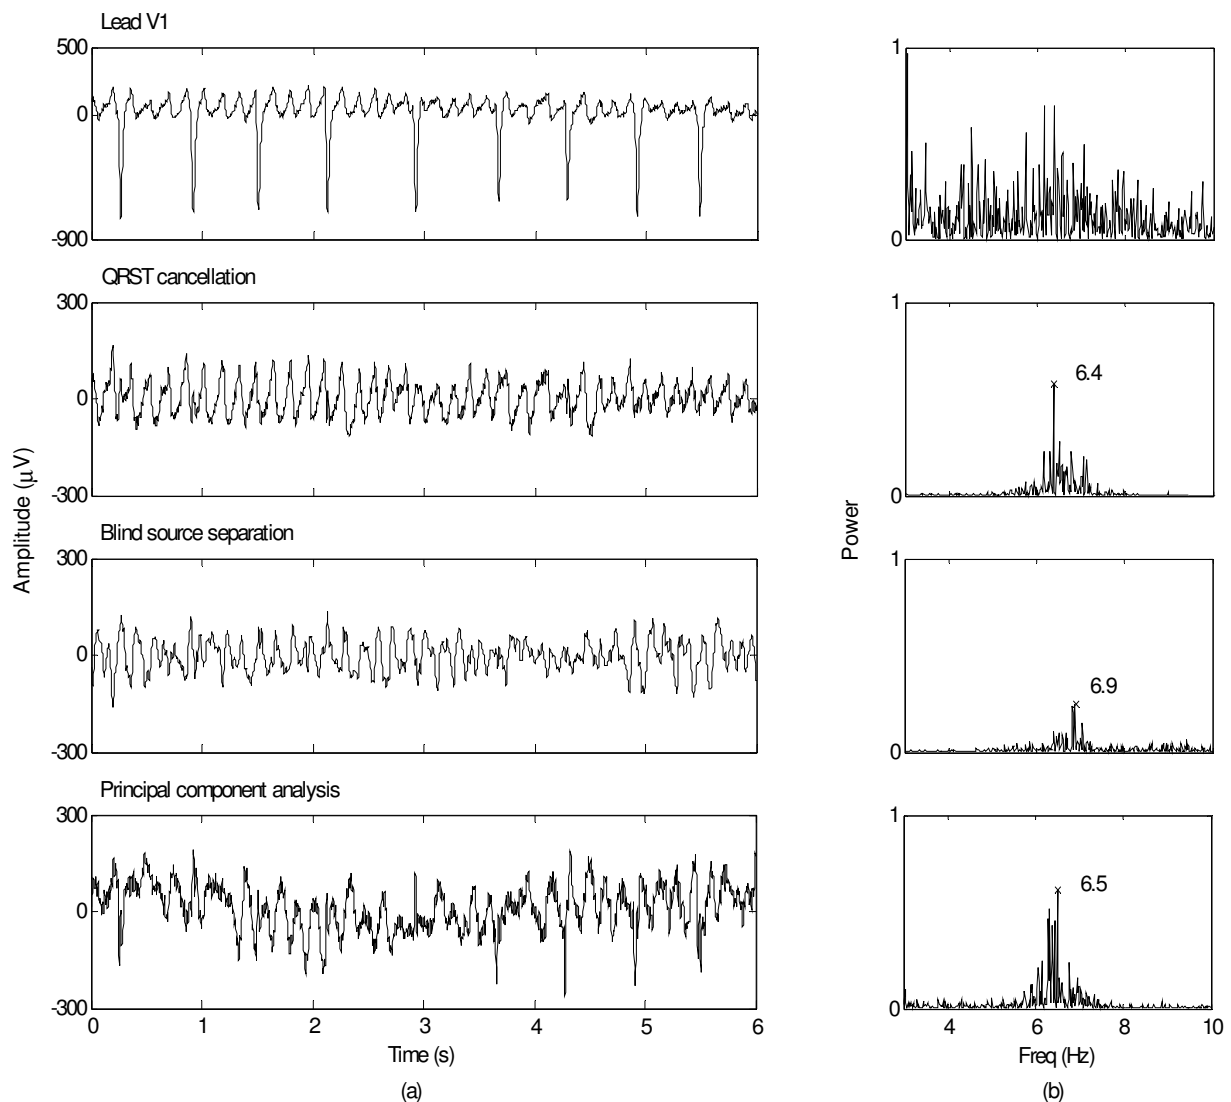 Lead V1
500
0
-900
1
0
QRST cancellation
300
0
-300
1
6.4
0
Amplitude (μV)
Power
Blind source separation
300
0
-300
1
6.9
0
Principal component analysis
300
0
-300
1
6.5
0
0 1 2 3 4 5 6
4 6 8 10
Time (s)
Freq (Hz)
(a)
(b)